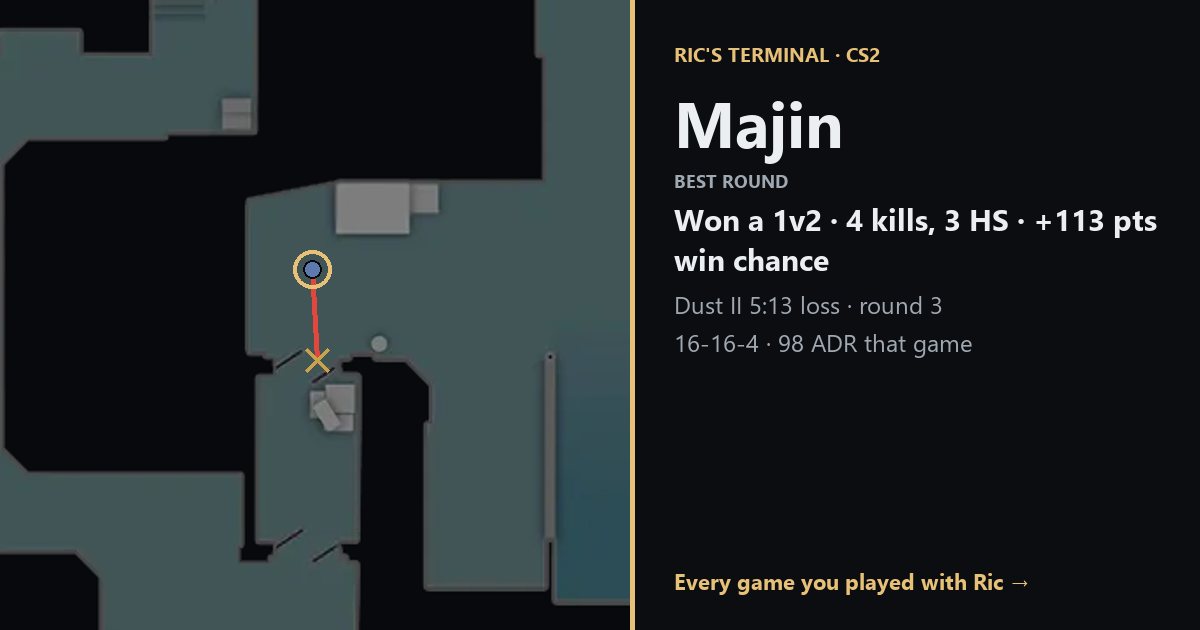 RIC'S TERMINAL · CS2
Majin
BEST ROUND
Won a 1v2 · 4 kills, 3 HS · +113 pts
win chance
Dust II 5:13 loss · round 3
16-16-4 · 98 ADR that game
Every game you played with Ric →